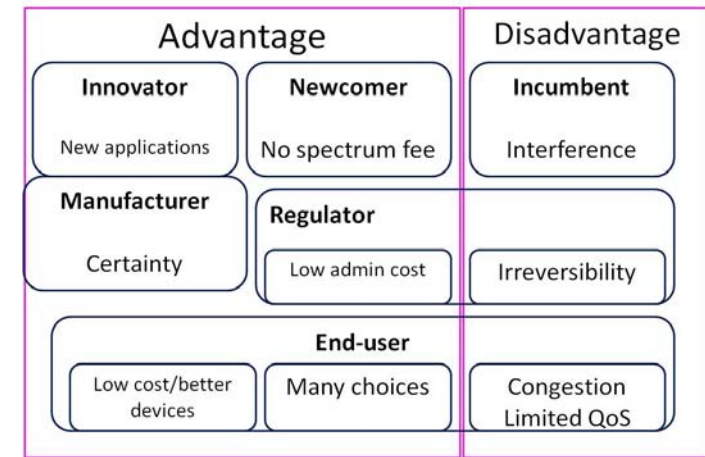 Advantage
Disadvantage
Innovator
New applications
Newcomer
No spectrum fee
Incumbent
Interference
Manufacturer
Certainty
Regulator
Low admin cost
Irreversibility
End-user
Low cost/better
devices
Many choices
Congestion
Limited QoS